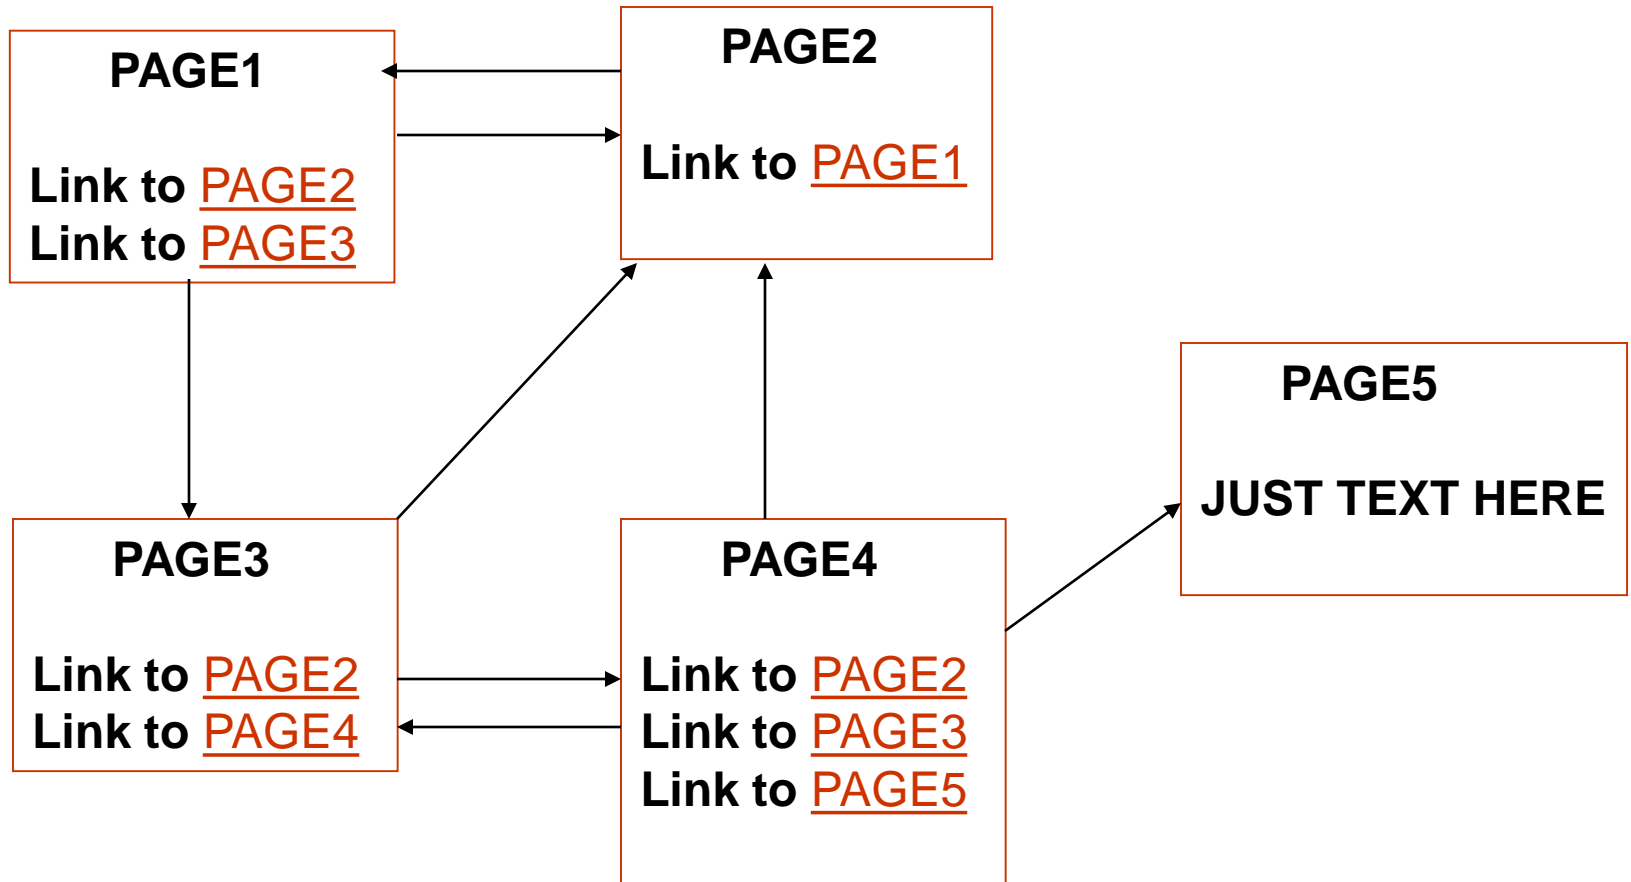 PAGE1
Link to PAGE2
Link to PAGE3
PAGE2
Link to PAGE1
PAGE3
Link to PAGE2
Link to PAGE4
PAGE4
Link to PAGE2
Link to PAGE3
Link to PAGE5
PAGE5
JUST TEXT HERE